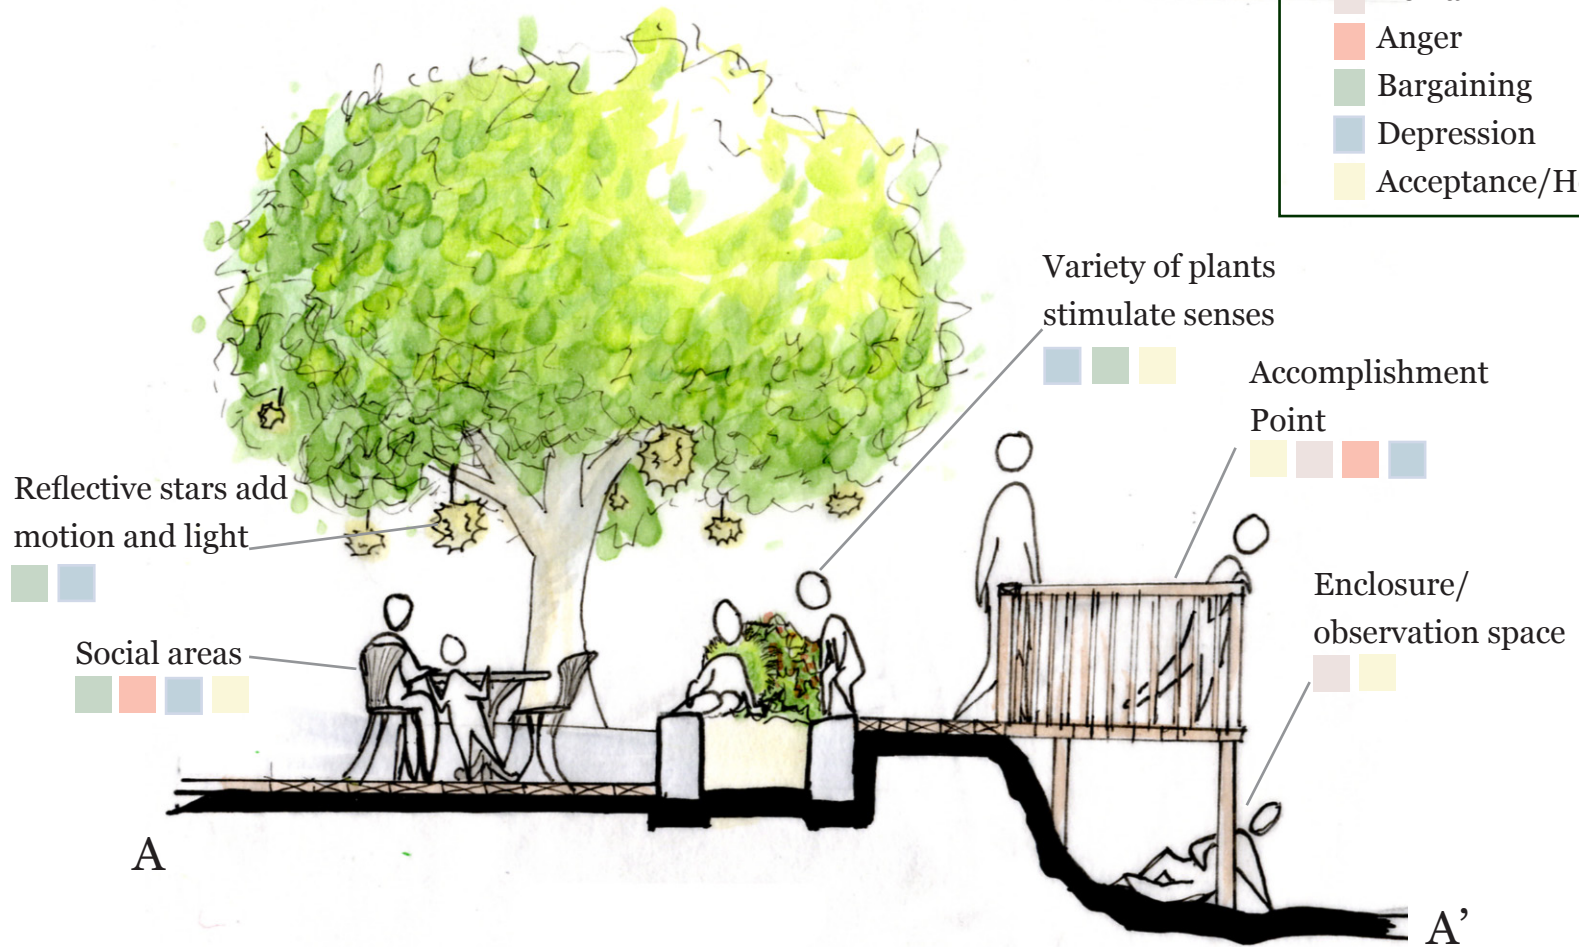 Anger
Bargaining
Depression
Variety of plants
stimulate senses
Accomplishment
Point
Reflective stars add
motion and light
Enclosure/
observation space
Social areas
A
A’